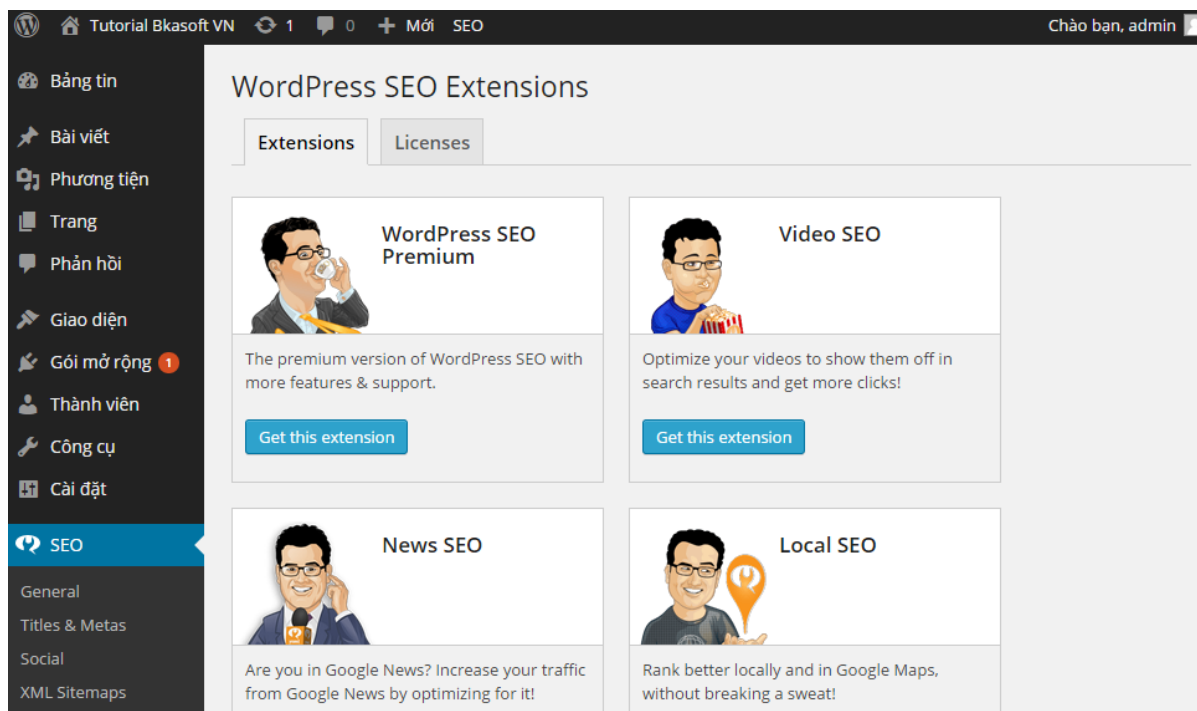 Tutorial Bkasoft VN 1 0 Mới SEO Chào bạn, admin
Bảng tin
Bài viết
Phương tiện
Trang
Phản hồi
Giao diện
Gói mở rộng 1
Thành viên
Công cụ
Cài đặt
SEO
General
Titles & Metas
Social
XML Sitemaps
WordPress SEO Extensions
Extensions Licenses
WordPress SEO
Premium
The premium version of WordPress SEO with
more features & support.
Get this extension
Video SEO
Optimize your videos to show them off in
search results and get more clicks!
Get this extension
News SEO
Are you in Google News? Increase your traffic
from Google News by optimizing for it!
Local SEO
Rank better locally and in Google Maps,
without breaking a sweat!